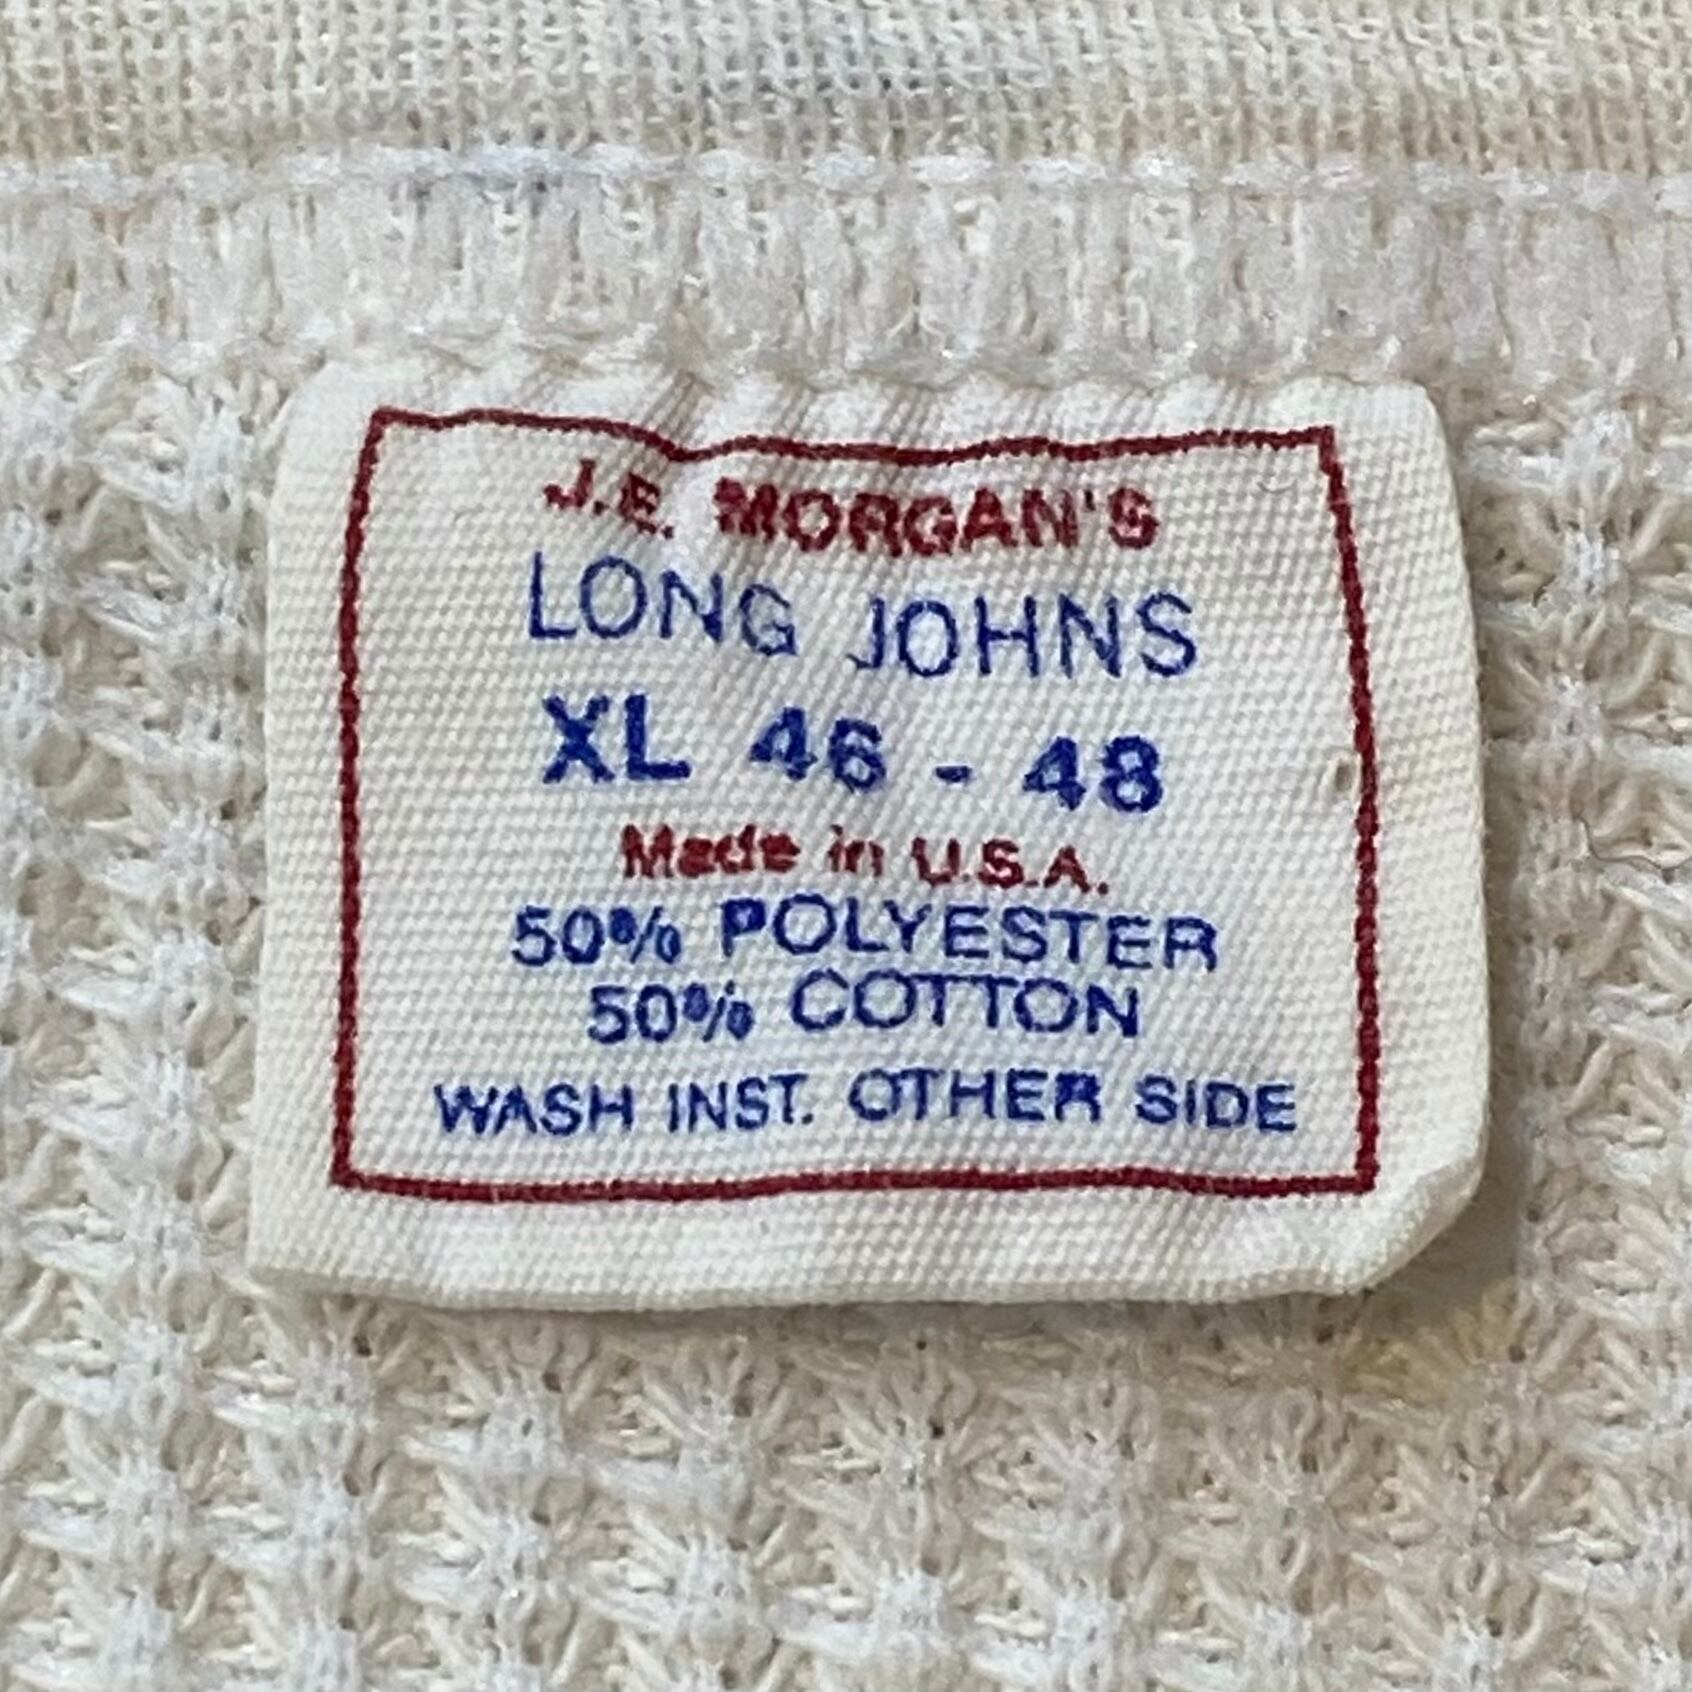 J.E. MORGAN'S
LONG JOHNS
XL 46 - 48
Made in U.S.A.
50% POLYESTER
50% COTTON
WASH INST. OTHER SIDE